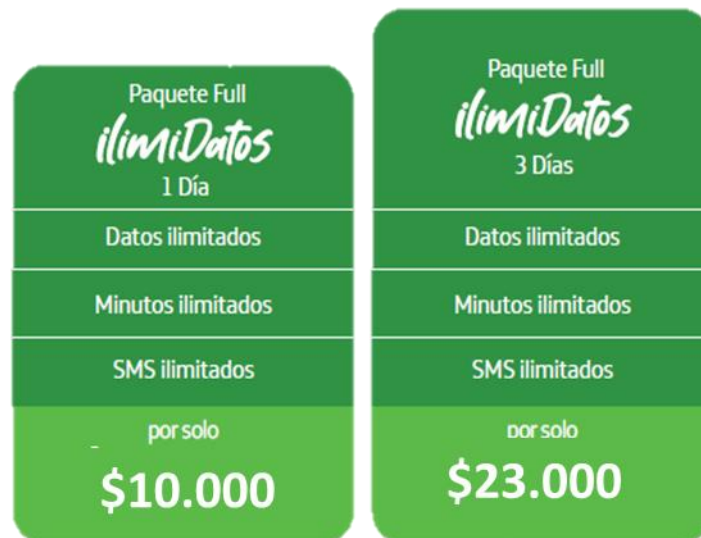 Paquete Full
ilimiDatos
1 Día
Datos ilimitados
Minutos ilimitados
SMS ilimitados
por solo
$10.000
Paquete Full
ilimiDatos
3 Días
Datos ilimitados
Minutos ilimitados
SMS ilimitados
por solo
$23.000